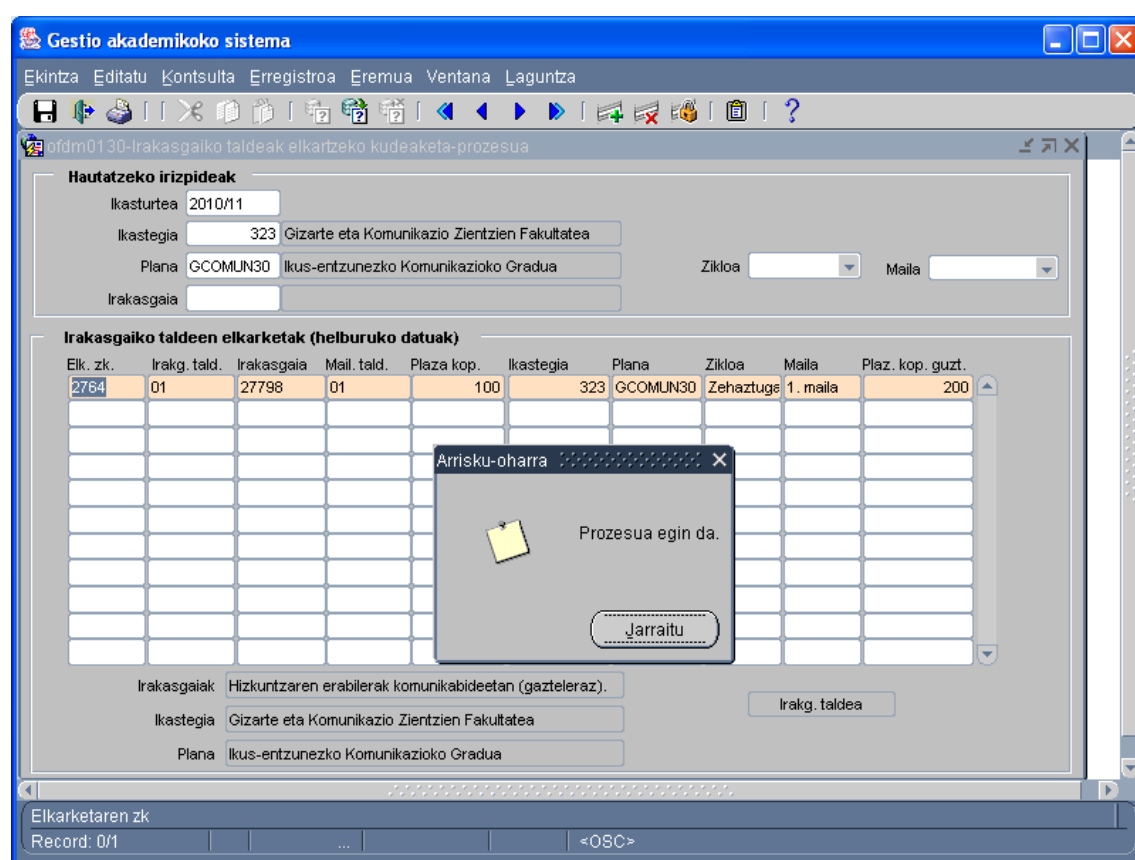 Gestio akademikoko sistema
Ekintza Editatu Kontsulta Erregistroa Eremua Ventana Laguntza
ofdm0130-Irakasgaiko taldeak elkartzeko kudeaketa-prozesua
Hautatzeko irizpideak
Ikasturtea 2010/11
Ikastegia 323 Gizarte eta Komunikazio Zientzien Fakultatea
Plana GCOMUN30 Ikus-entzunezko Komunikazioko Gradua Zikloa Maila
Irakasgaia
Irakasgaiko taldeen elkarketak (helburuko datuak)
Elk. zk. Irakg. tald. Irakasgaia Mail. tald. Plaza kop. Ikastegia Plana Zikloa Maila Plaz. kop. guzt.
2764 01 27798 01 100 323 GCOMUN30 Zehaztuga 1. maila 200
Arrisku-oharra
Prozesua egin da.
Jarraitu
Irakasgaiak Hizkuntzaren erabilerak komunikabideetan (gazteleraz).
Irakg. taldea
Ikastegia Gizarte eta Komunikazio Zientzien Fakultatea
Plana Ikus-entzunezko Komunikazioko Gradua
Elkarketaren zk
Record: 0/1 ... <OSC>